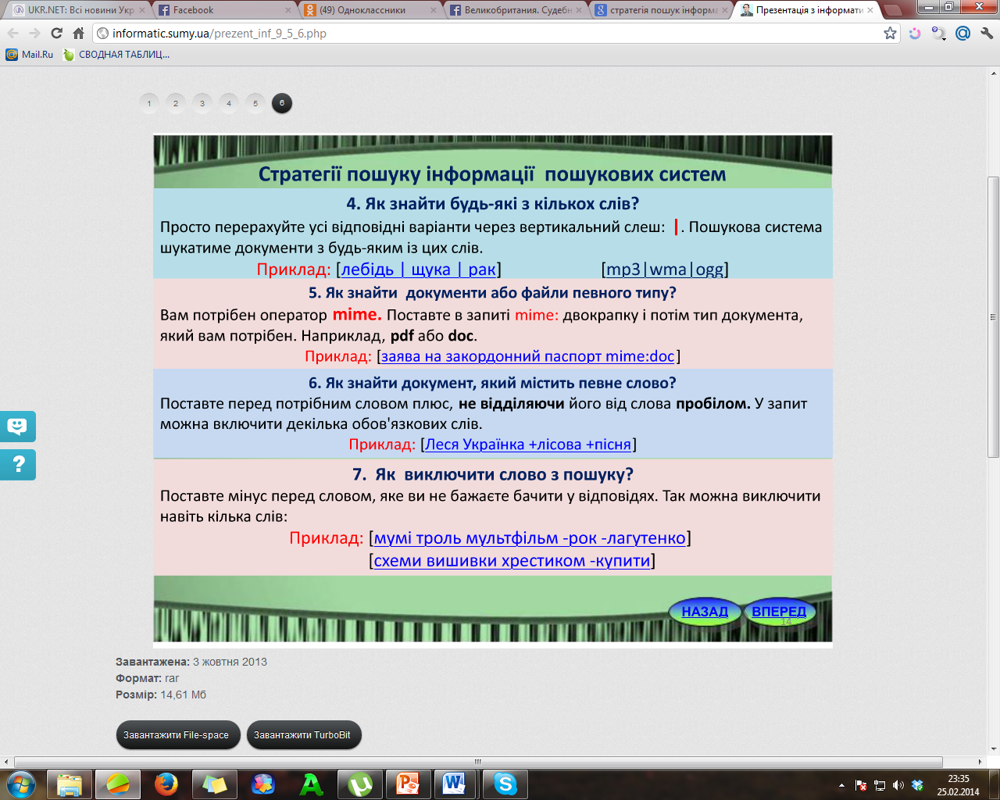 UKR.NET: Всі новини Укр
Facebook
(49) Одноклассники
Великобритания. Судебн
стратегія пошук інформа
Презентація з інформати
informatic.sumy.ua/prezent_inf_9_5_6.php
Mail.Ru
СВОДНАЯ ТАБЛИЦ...
1 2 3 4 5 6
Стратегії пошуку інформації пошукових систем
4. Як знайти будь-які з кількох слів?
Просто перерахуйте усі відповідні варіанти через вертикальний слеш: | . Пошукова система
шукатиме документи з будь-яким із цих слів.
Приклад: [лебідь | щука | рак] [mp3|wma|ogg]
5. Як знайти документи або файли певного типу?
Вам потрібен оператор mime. Поставте в запиті mime: двокрапку і потім тип документа,
який вам потрібен. Наприклад, pdf або doc.
Приклад: [заява на закордонний паспорт mime:doc]
6. Як знайти документ, який містить певне слово?
Поставте перед потрібним словом плюс, не відділяючи його від слова пробілом. У запит
можна включити декілька обов'язкових слів.
Приклад: [Леся Українка +лісова +пісня]
7. Як виключити слово з пошуку?
Поставте мінус перед словом, яке ви не бажаєте бачити у відповідях. Так можна виключити
навіть кілька слів:
Приклад: [мумі троль мультфільм -рок -лагутенко]
[схеми вишивки хрестиком -купити]
НАЗАД ВПЕРЕД
14
Завантажена: 3 жовтня 2013
Формат: rar
Розмір: 14,61 Мб
Завантажити File-space Завантажити TurboBit
23:35
25.02.2014